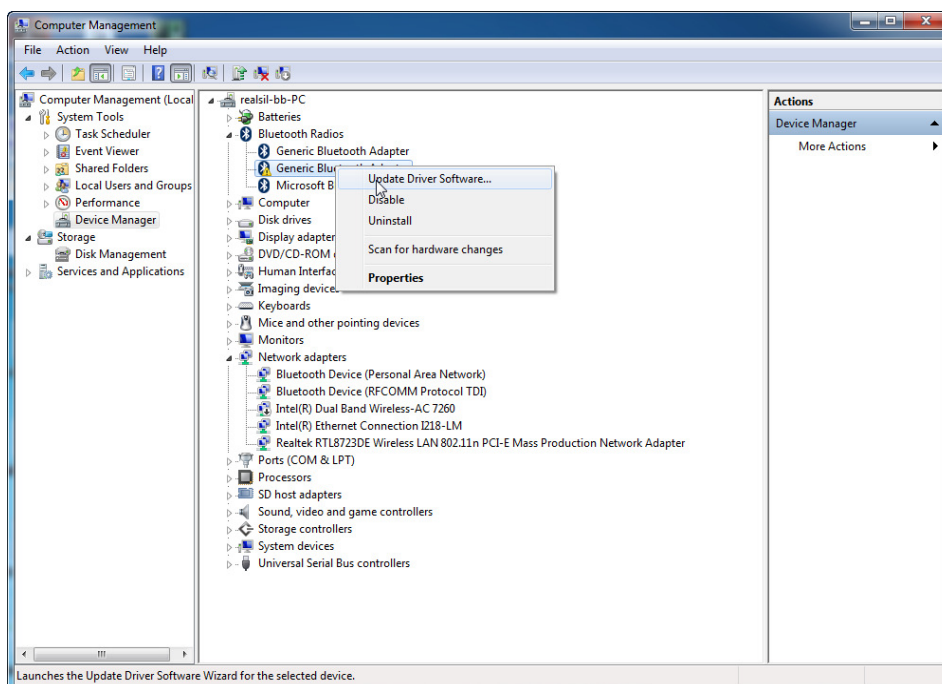 Computer Management
File Action View Help
Computer Management (Local
System Tools
Task Scheduler
Event Viewer
Shared Folders
Local Users and Groups
Performance
Device Manager
Storage
Disk Management
Services and Applications
realsil-bb-PC
Batteries
Bluetooth Radios
Generic Bluetooth Adapter
Generic
Microsoft B
Computer
Disk drives
Display adapter
DVD/CD-ROM
Human Interfac
Imaging devices
Keyboards
Mice and other pointing devices
Monitors
Network adapters
Bluetooth Device (Personal Area Network)
Bluetooth Device (RFCOMM Protocol TDI)
Intel(R) Dual Band Wireless-AC 7260
Intel(R) Ethernet Connection I218-LM
Realtek RTL8723DE Wireless LAN 802.11n PCI-E Mass Production Network Adapter
Ports (COM & LPT)
Processors
SD host adapters
Sound, video and game controllers
Storage controllers
System devices
Universal Serial Bus controllers
Update Driver Software...
Disable
Uninstall
Scan for hardware changes
Properties
Actions
Device Manager
More Actions
Launches the Update Driver Software Wizard for the selected device.